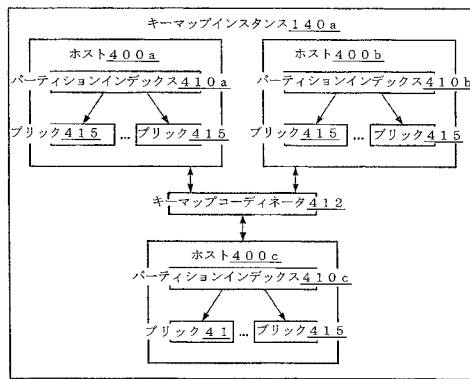 キーマップインスタンス140a
ホスト400a
パーティションインデックス410a
ブリック415 … ブリック415
ホスト400b
パーティションインデックス410b
ブリック415 … ブリック415
キーマップコーディネータ412
ホスト400c
パーティションインデックス410c
ブリック41 … ブリック415